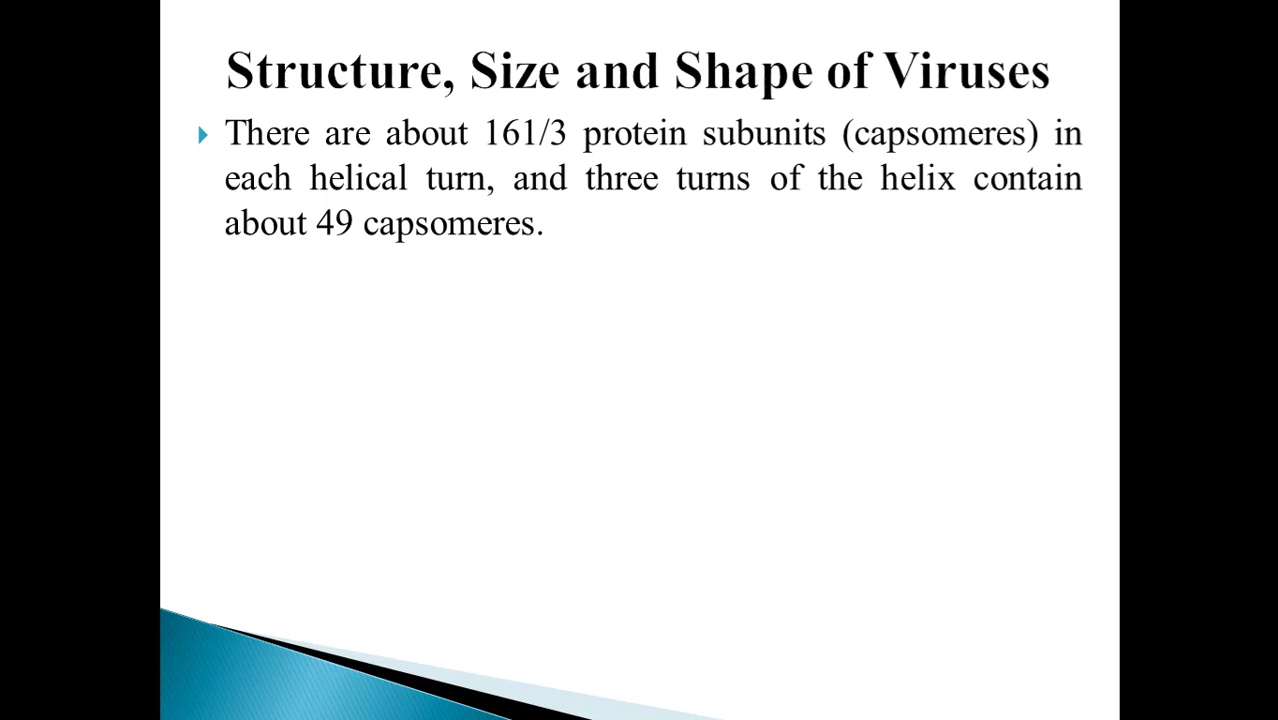 Structure, Size and Shape of Viruses
There are about 161/3 protein subunits (capsomeres) in
each helical turn, and three turns of the helix contain
about 49 capsomeres.